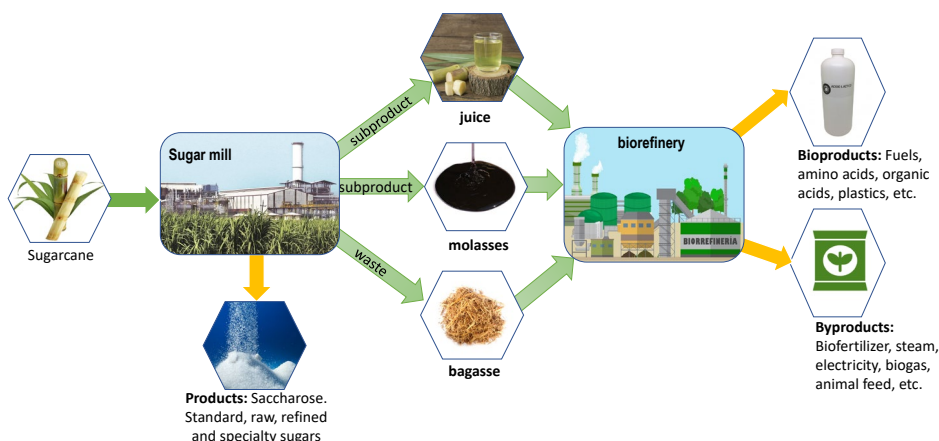 Sugarcane
Sugar mill
subproduct
subproduct
waste
juice
molasses
bagasse
Products: Saccharose.
Standard, raw, refined
and specialty sugars
biorefinery
BIORREFINERÍA
Bioproducts: Fuels,
amino acids, organic
acids, plastics, etc.
Byproducts:
Biofertilizer, steam,
electricity, biogas,
animal feed, etc.